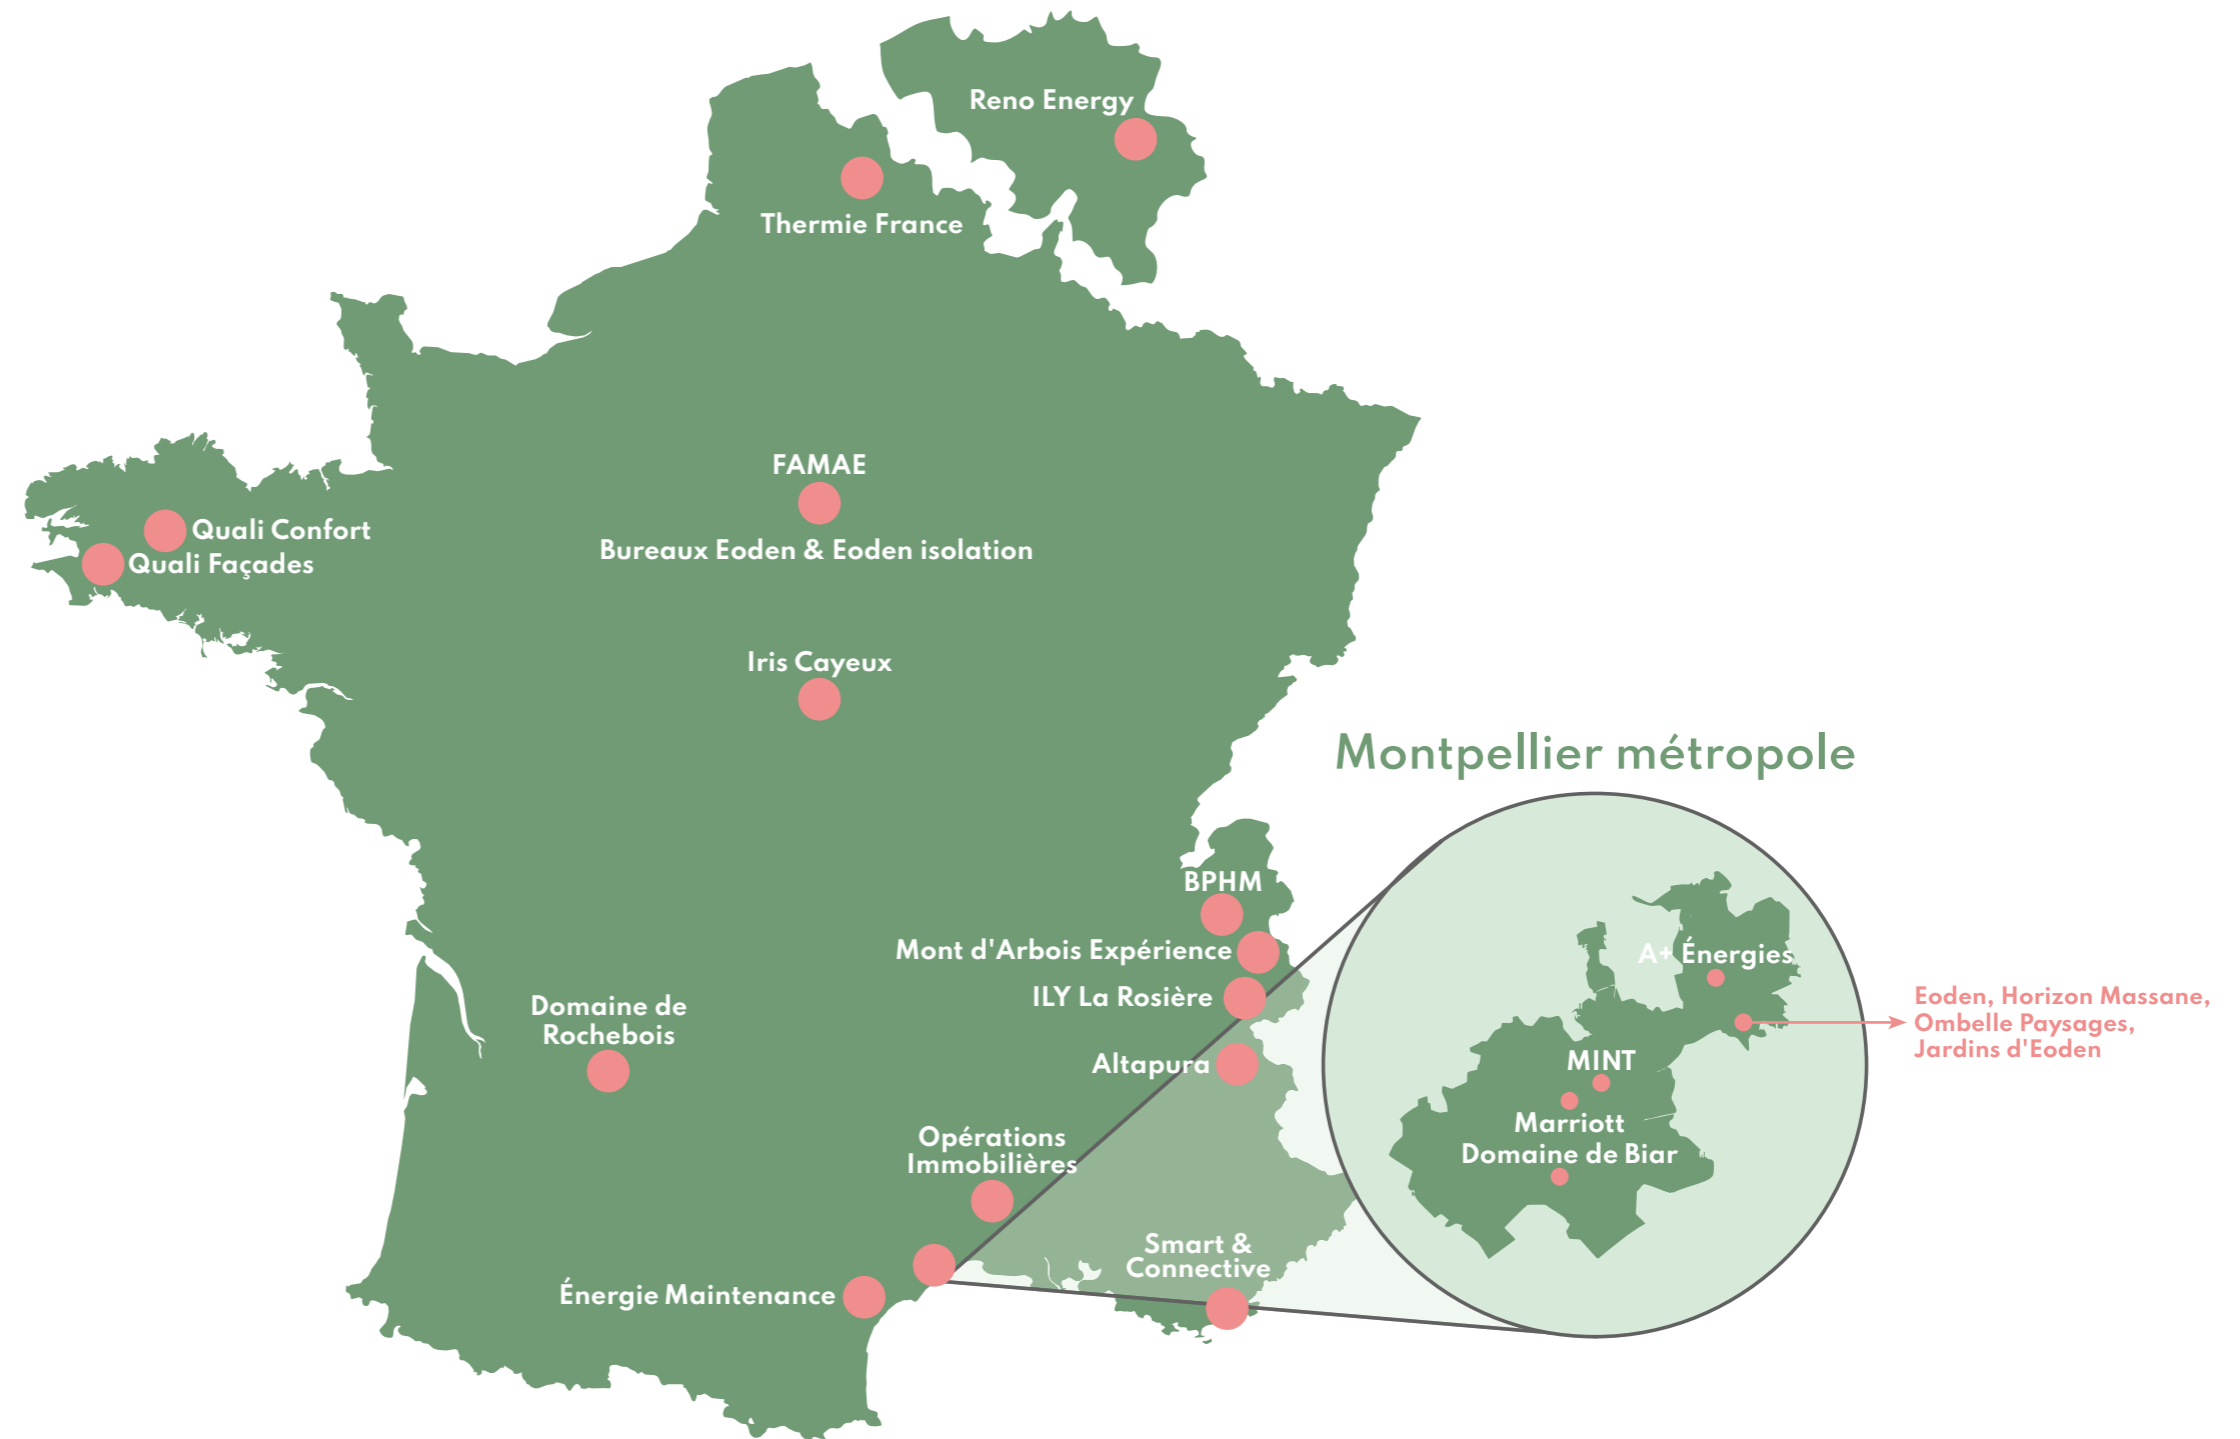 Reno Energy
Thermie France
FAMAE
Bureaux Eoden & Eoden isolation
Quali Confort
Quali Façades
Iris Cayeux
Montpellier métropole
BPHM
Mont d'Arbois Expérience
ILY La Rosière
Altapura
Domaine de
Rochebois
Opérations
Immobilières
Smart &
Connective
Énergie Maintenance
A+ Énergies
Eoden, Horizon Massane,
Ombelle Paysages,
Jardins d'Eoden
MINT
Marriott
Domaine de Biar